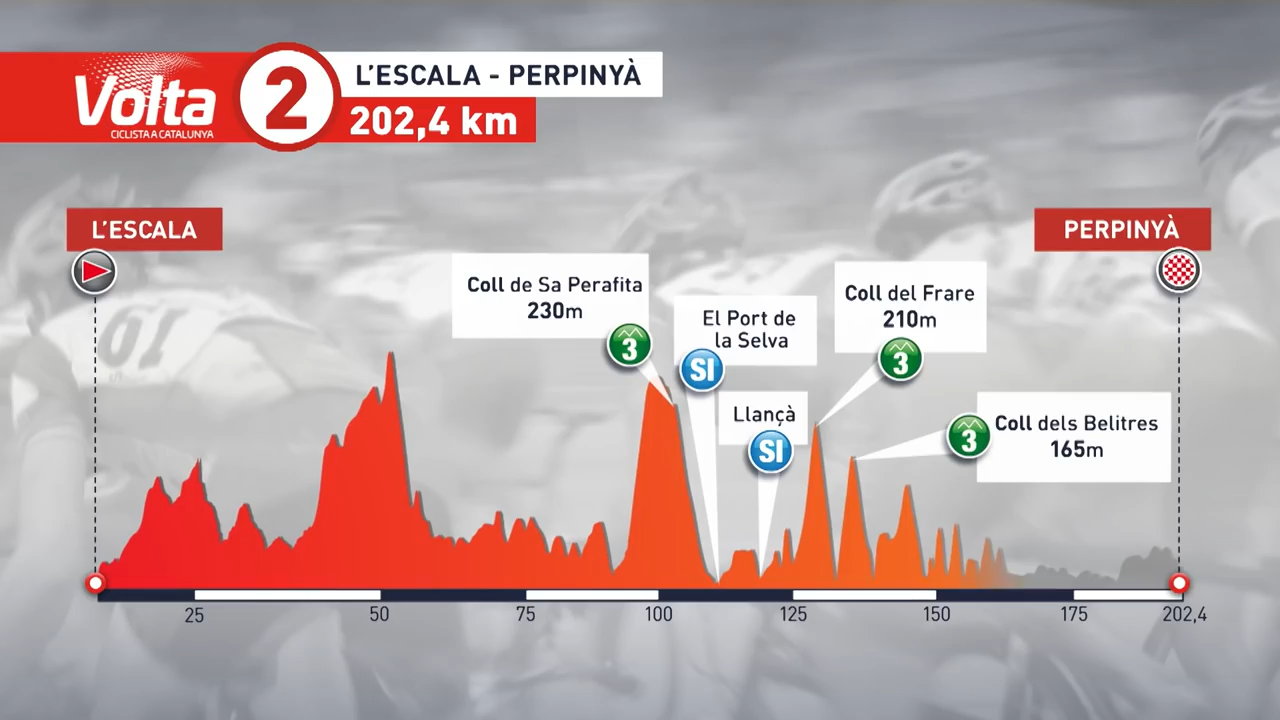 Volta
CICLISTA A CATALUNYA
2
L'ESCALA - PERPINYÀ
202,4 km
L'ESCALA
PERPINYÀ
Coll de Sa Perafita
230m
3
El Port de
la Selva
SI
Llançà
SI
Coll del Frare
210m
3
Coll dels Belitres
165m
3
61
25
50
75
100
125
150
175
202,4